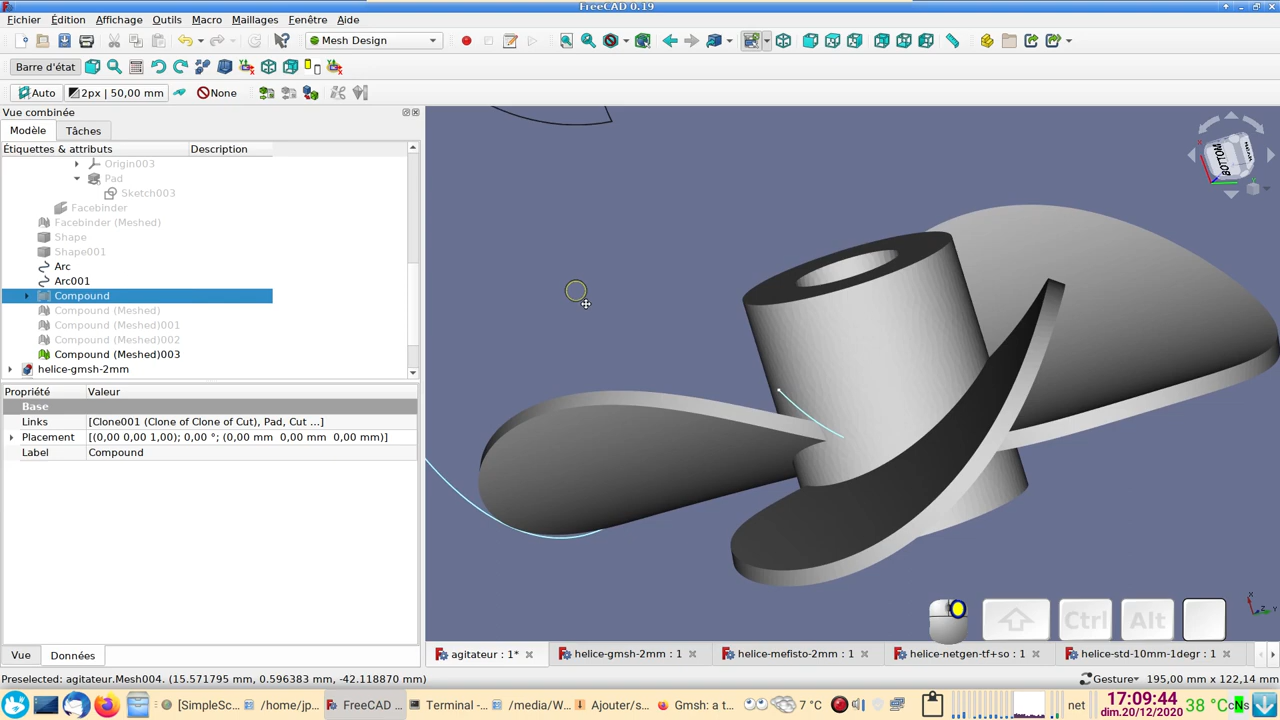 FreeCAD 0.19
Fichier Édition Affichage Outils Macro Maillages Fenêtre Aide
Mesh Design
Barre d'état
Auto 2px | 50,00 mm None
Vue combinée
Modèle Tâches
Étiquettes & attributs Description
Origin003
Pad
Sketch003
Facebinder
Facebinder (Meshed)
Shape
Shape001
Arc
Arc001
Compound
Compound (Meshed)
Compound (Meshed)001
Compound (Meshed)002
Compound (Meshed)003
helice-gmsh-2mm
Propriété Valeur
Base
Links [Clone001 (Clone of Clone of Cut), Pad, Cut ...]
Placement [(0,00 0,00 1,00); 0,00 °; (0,00 mm 0,00 mm 0,00 mm)]
Label Compound
BOTTOM
Ctrl Alt
X
Z Y
Vue Données
agitateur : 1* helice-gmsh-2mm : 1 helice-mefisto-2mm : 1 helice-netgen-tf+so : 1 helice-std-10mm-1degr : 1
Preselected: agitateur.Mesh004. (15.571795 mm, 0.596383 mm, -42.118870 mm) Gesture 195,00 mm x 122,14 mm
[SimpleSc... /home/jp... FreeCAD ... Terminal -... /media/W... Ajouter/s... Gmsh: a t... 7 °C net 17:09:44
dim.20/12/2020 38 °C cNs